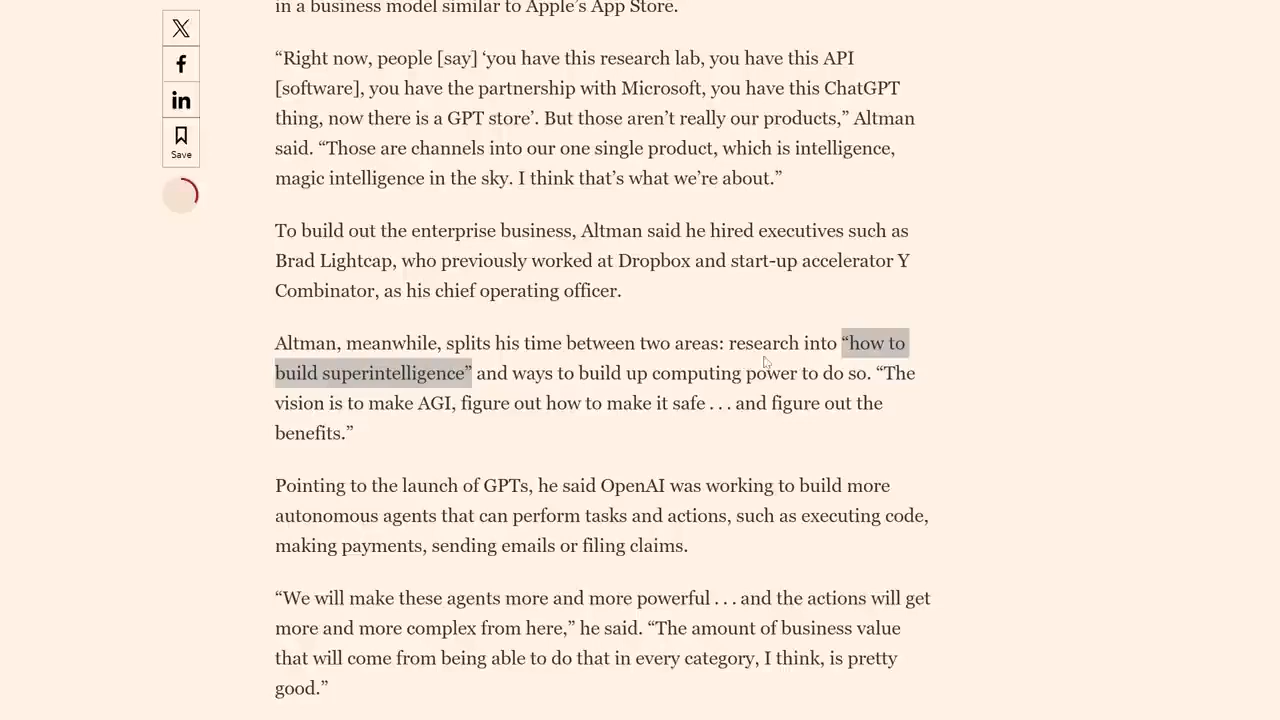 in a business model similar to Apple’s App Store.
“Right now, people [say] ‘you have this research lab, you have this API
[software], you have the partnership with Microsoft, you have this ChatGPT
thing, now there is a GPT store’. But those aren’t really our products,” Altman
said. “Those are channels into our one single product, which is intelligence,
magic intelligence in the sky. I think that’s what we’re about.”
Save
To build out the enterprise business, Altman said he hired executives such as
Brad Lightcap, who previously worked at Dropbox and start-up accelerator Y
Combinator, as his chief operating officer.
Altman, meanwhile, splits his time between two areas: research into “how to
build superintelligence” and ways to build up computing power to do so. “The
vision is to make AGI, figure out how to make it safe . . . and figure out the
benefits.”
Pointing to the launch of GPTs, he said OpenAI was working to build more
autonomous agents that can perform tasks and actions, such as executing code,
making payments, sending emails or filing claims.
“We will make these agents more and more powerful . . . and the actions will get
more and more complex from here,” he said. “The amount of business value
that will come from being able to do that in every category, I think, is pretty
good.”